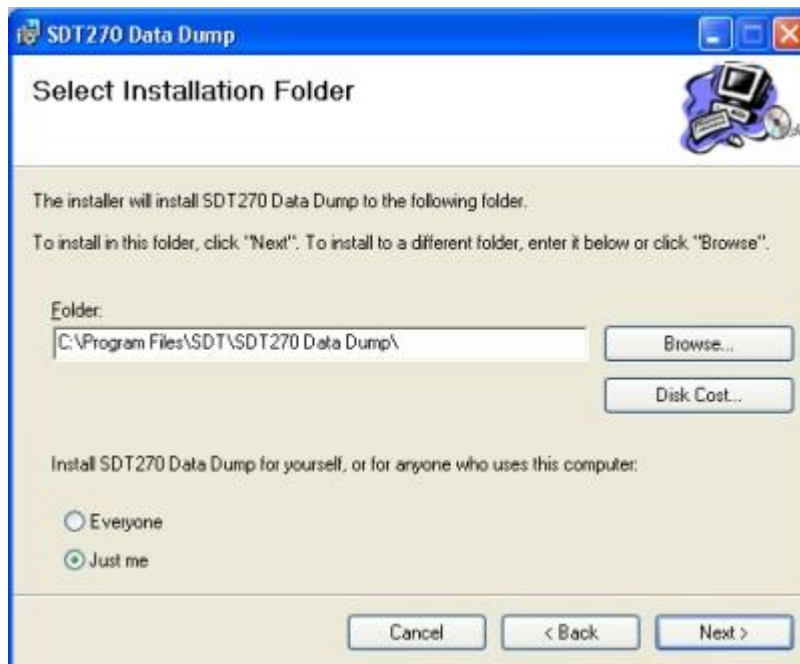 SDT270 Data Dump
Select Installation Folder
The installer will install SDT270 Data Dump to the following folder.
To install in this folder, click "Next". To install to a different folder, enter it below or click "Browse".
Folder:
C:\Program Files\SDT\SDT270 Data Dump\
Browse...
Disk Cost...
Install SDT270 Data Dump for yourself, or for anyone who uses this computer:
Everyone
Just me
Cancel
< Back
Next >